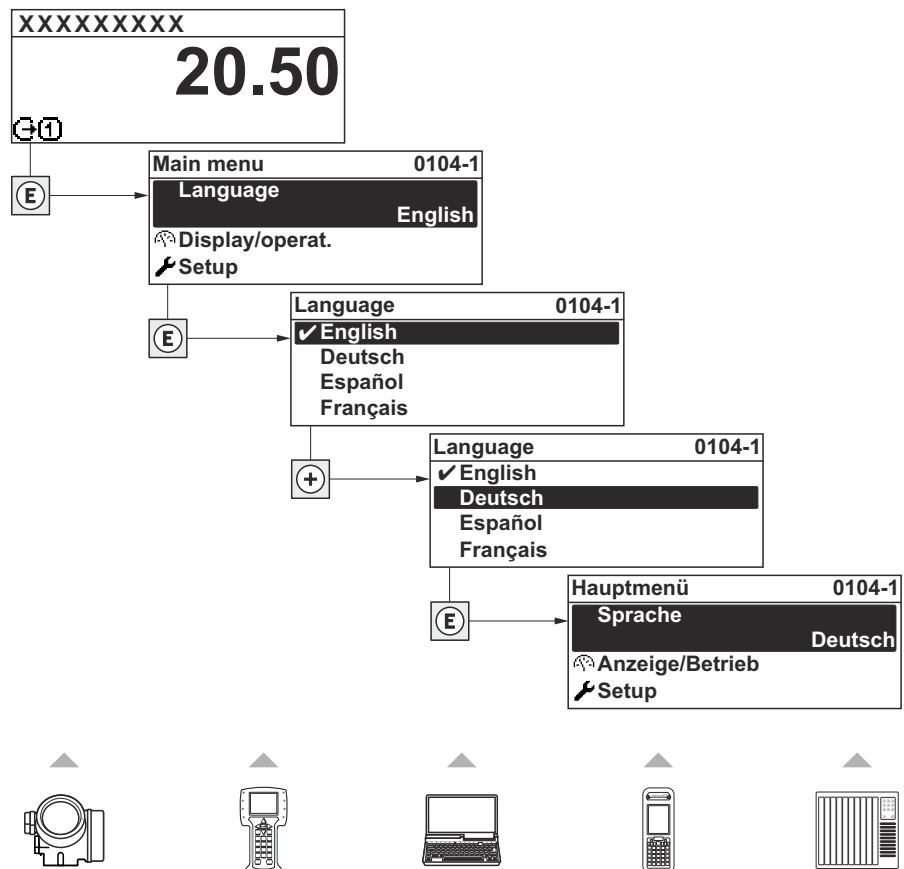 XXXXXXXXX
20.50
1
E
Main menu 0104-1
Language
English
Display/operat.
Setup
E
Language 0104-1
✔English
Deutsch
Español
Français
+
Language 0104-1
✔English
Deutsch
Español
Français
E
Hauptmenü 0104-1
Sprache
Deutsch
Anzeige/Betrieb
Setup